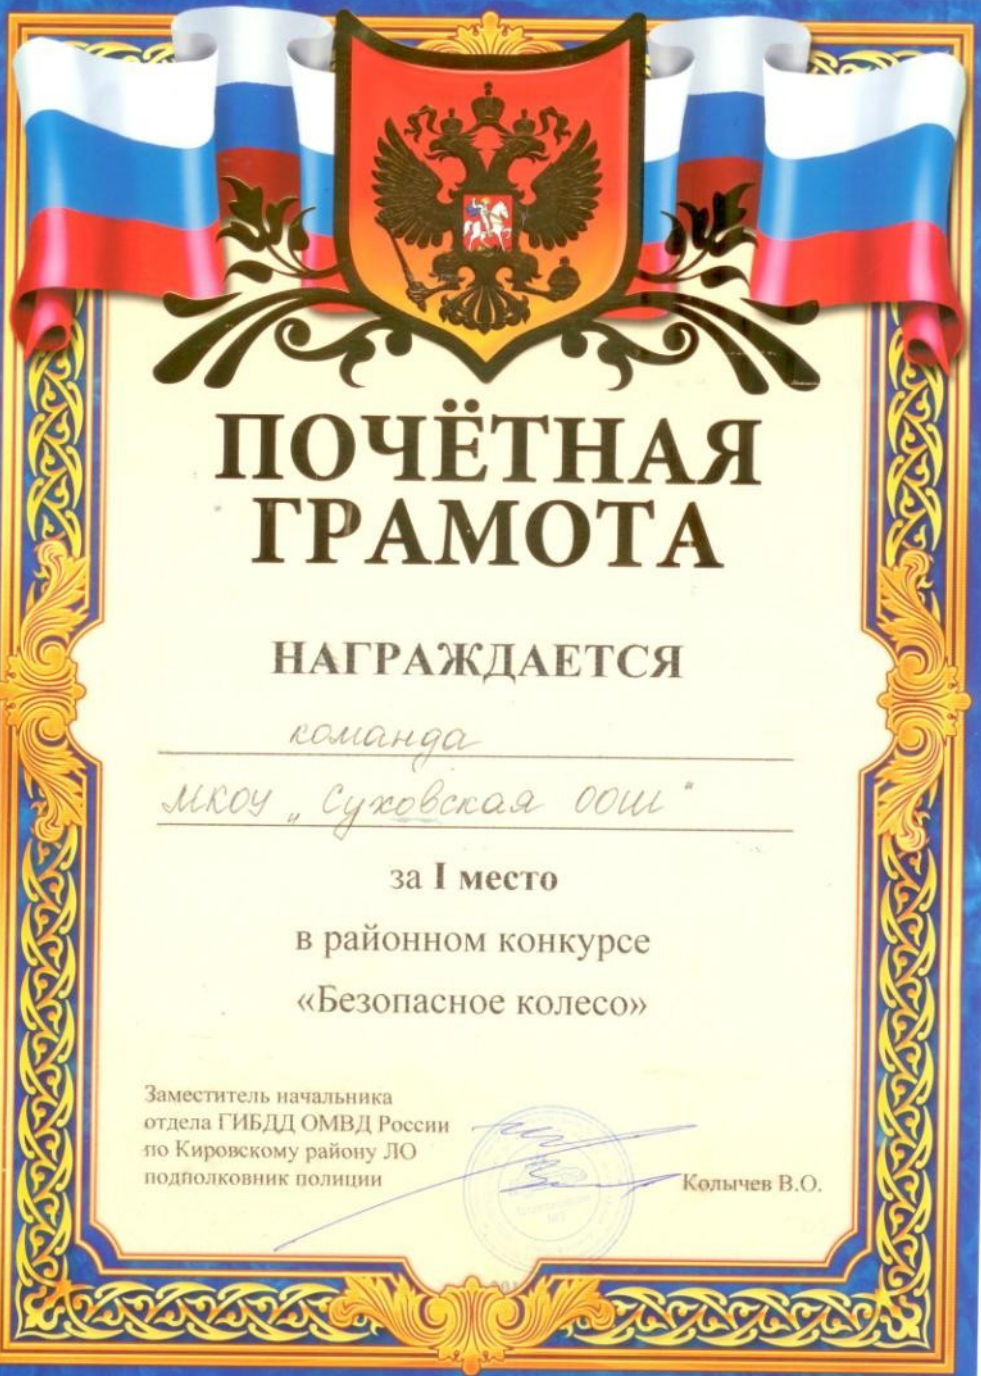 ПОЧЁТНАЯ
ГРАМОТА
НАГРАЖДАЕТСЯ
команда
МКОУ „Суховская ООШ"
за I место
в районном конкурсе
«Безопасное колесо»
Заместитель начальника
отдела ГИБДД ОМВД России
по Кировскому району ЛО
подполковник полиции
Колычев В.О.